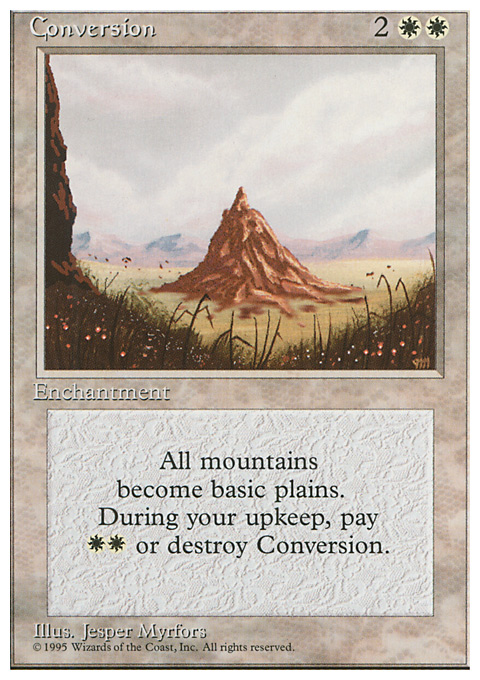 Conversion 2
Enchantment
All mountains
become basic plains.
During your upkeep, pay
or destroy Conversion.
Illus. Jesper Myrfors
© 1995 Wizards of the Coast, Inc. All rights reserved.